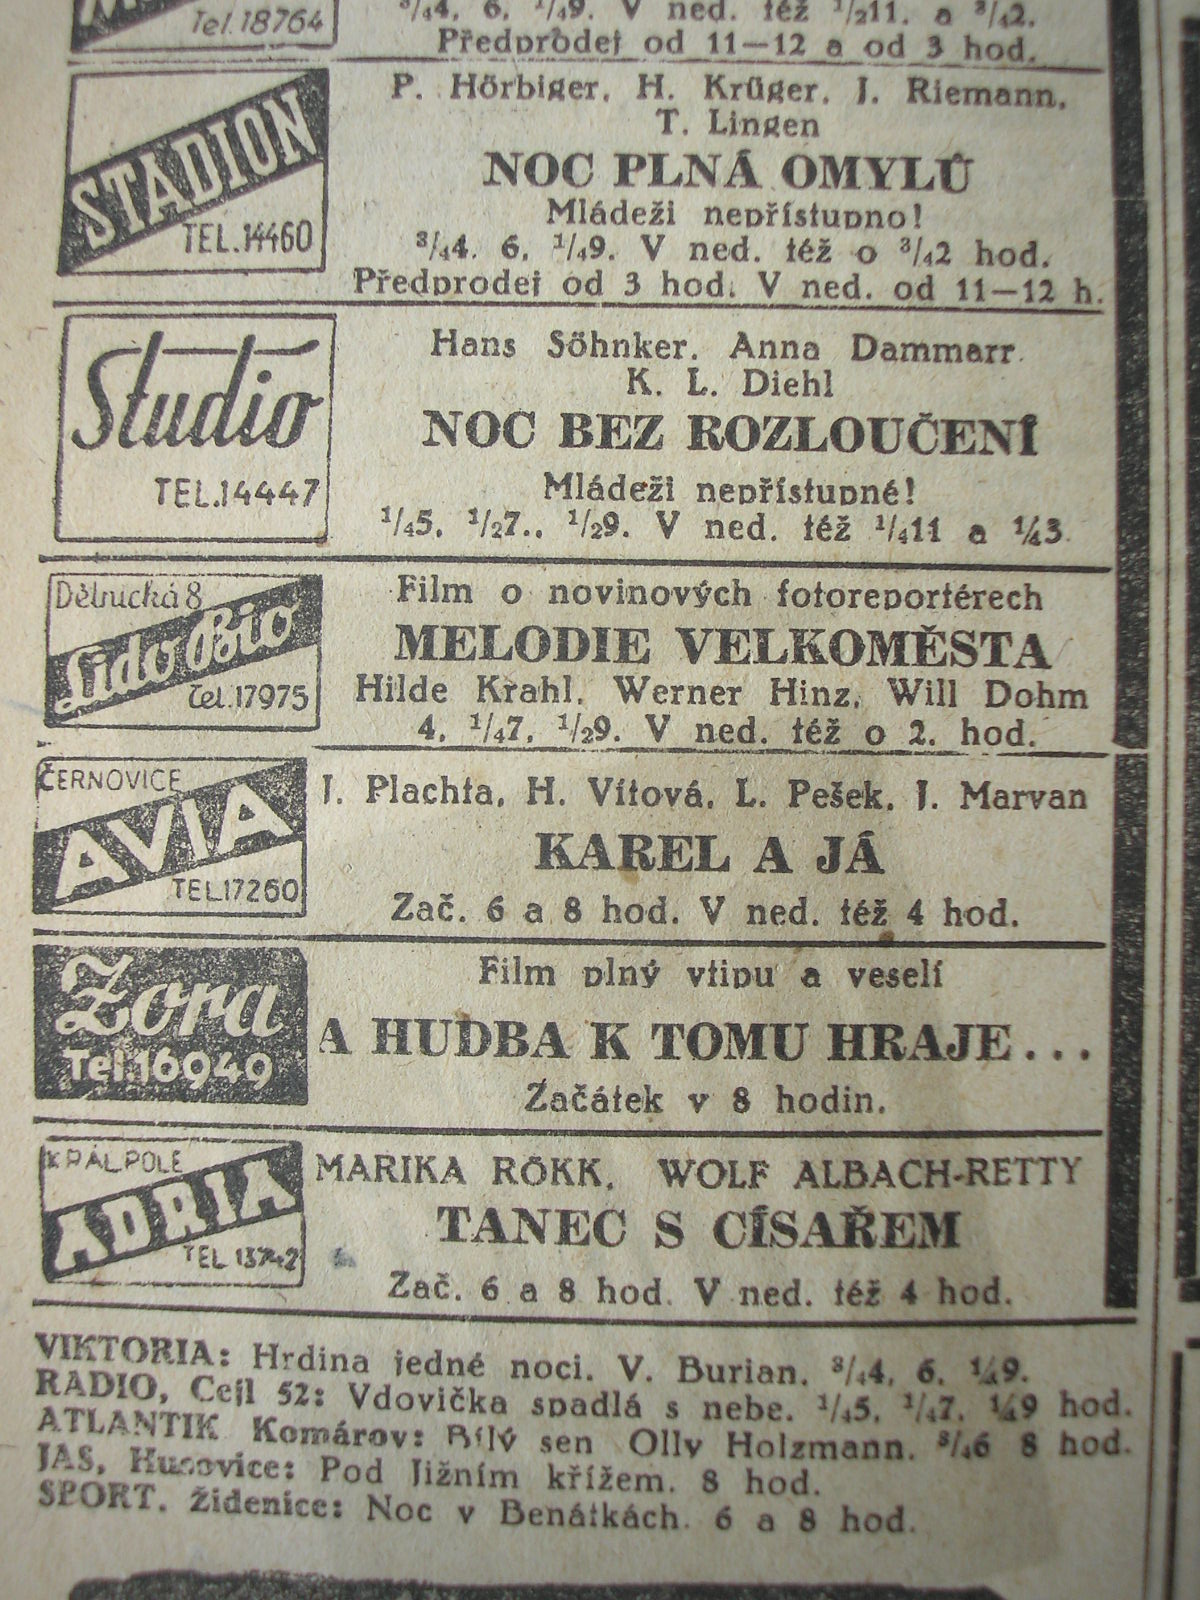 Tel.18764
³/₄4, 6, ¹/₄9. V ned. též ¹/₂11. a ³/₄2.
Předprodej od 11—12 a od 3 hod.
STADION
TEL.14460
P. Hörbiger, H. Krüger, J. Riemann,
T. Lingen
NOC PLNÁ OMYLŮ
Mládeži nepřístupno!
³/₄4. 6, ¹/₄9. V ned. též o ³/₄2 hod.
Předprodej od 3 hod. V ned. od 11—12 h.
Studio
TEL.14447
Hans Söhnker, Anna Dammarr
K. L. Diehl
NOC BEZ ROZLOUČENÍ
Mládeži nepřístupné!
¹/₄5, ¹/₂7., ¹/₂9. V ned. též ¹/₄11 a ¼3
Dělnická 8
Lido Bio
tel.17975
Film o novinových fotoreportérech
MELODIE VELKOMĚSTA
Hilde Krahl, Werner Hinz, Will Dohm
4, ¹/₄7, ¹/₂9. V ned. též o 2. hod.
ČERNOVICE
AVIA
TEL.17260
J. Plachta, H. Vítová, L. Pešek, J. Marvan
KAREL A JÁ
Zač. 6 a 8 hod. V ned. též 4 hod.
Zora
Tel.16949
Film plný vtipu a veselí
A HUDBA K TOMU HRAJE...
Začátek v 8 hodin.
KRÁL.POLE
ADRIA
TEL 13742
MARIKA RÖKK, WOLF ALBACH-RETTY
TANEC S CÍSAŘEM
Zač. 6 a 8 hod. V ned. též 4 hod.
VIKTORIA: Hrdina jedné noci. V. Burian. ³/₄4, 6, ¼9.
RADIO, Cejl 52: Vdovička spadlá s nebe. ¹/₄5, ¹/₄7, ¼9 hod.
ATLANTIK Komárov: Bílý sen Olly Holzmann. ³/₄6 8 hod.
JAS, Husovice: Pod Jižním křížem. 8 hod.
SPORT. Židenice: Noc v Benátkách. 6 a 8 hod.